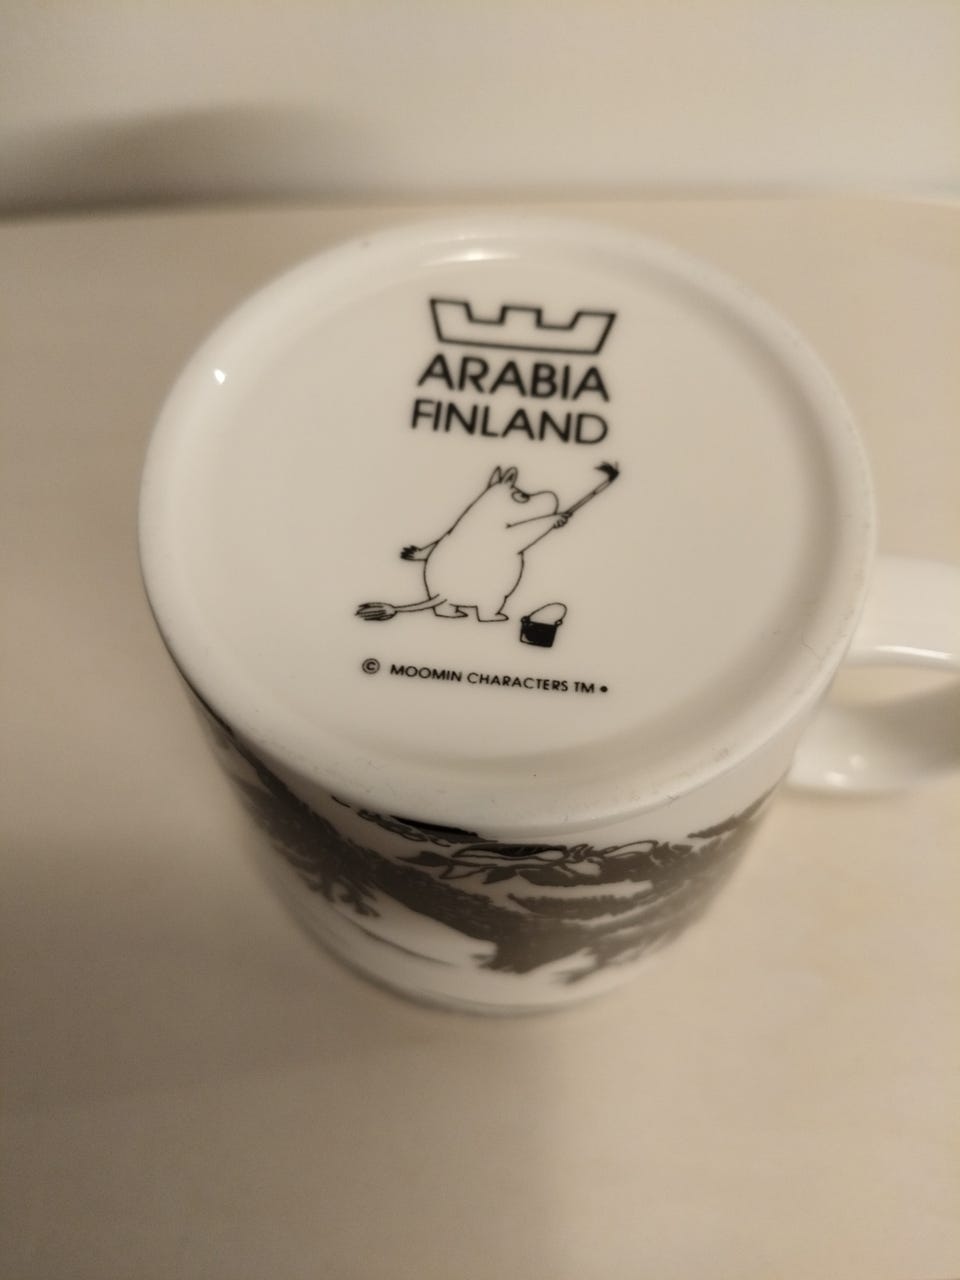 ARABIA
FINLAND
© MOOMIN CHARACTERS TM •